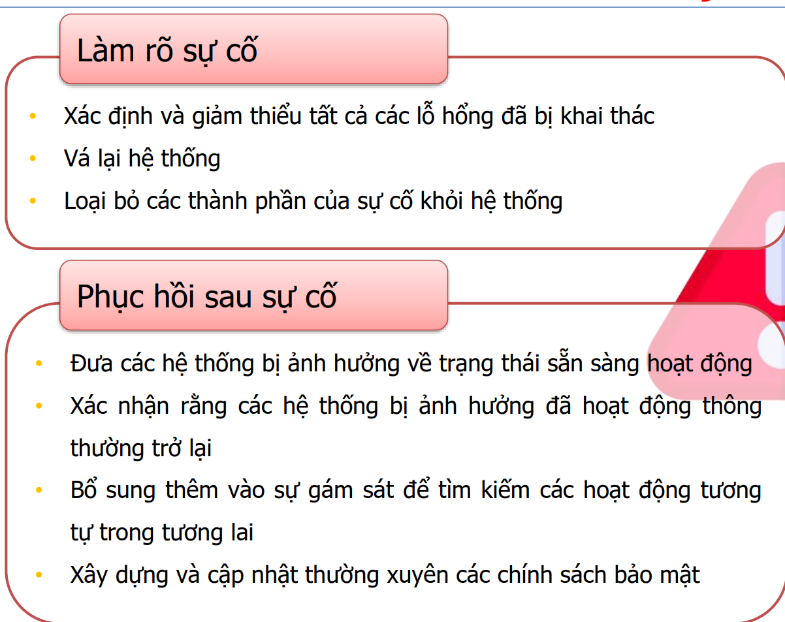 Làm rõ sự cố
• Xác định và giảm thiểu tất cả các lỗ hổng đã bị khai thác
• Vá lại hệ thống
• Loại bỏ các thành phần của sự cố khỏi hệ thống
Phục hồi sau sự cố
• Đưa các hệ thống bị ảnh hưởng về trạng thái sẵn sàng hoạt động
• Xác nhận rằng các hệ thống bị ảnh hưởng đã hoạt động thông
thường trở lại
• Bổ sung thêm vào sự gám sát để tìm kiếm các hoạt động tương
tự trong tương lai
• Xây dựng và cập nhật thường xuyên các chính sách bảo mật